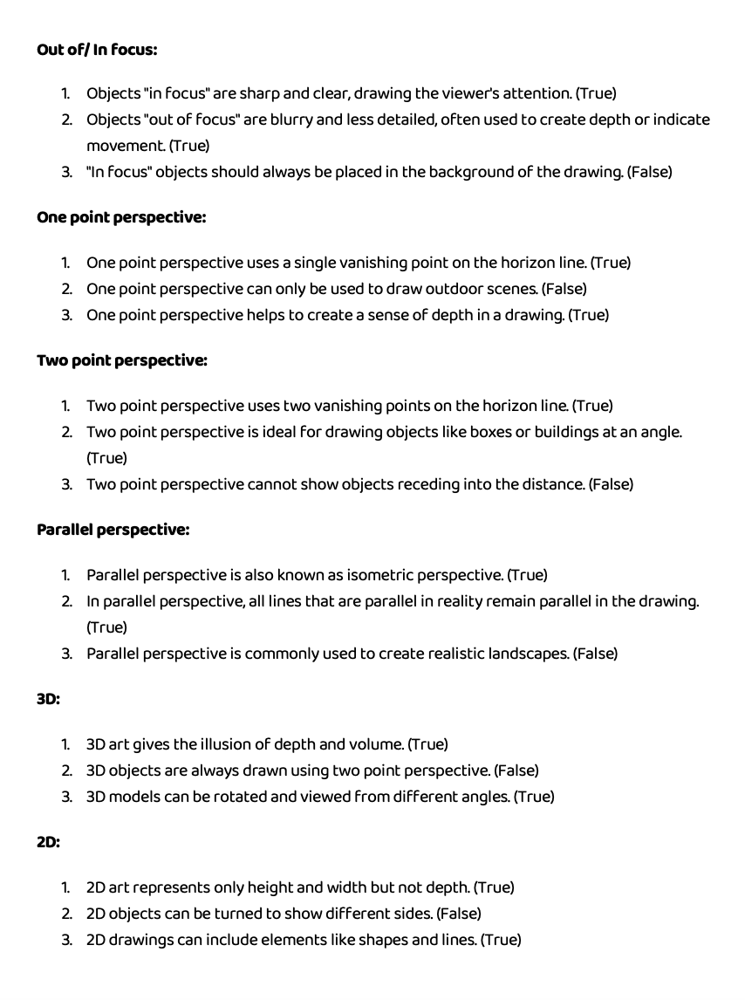 Out of/ In focus:
1. Objects "in focus" are sharp and clear, drawing the viewer's attention. (True)
2. Objects "out of focus" are blurry and less detailed, often used to create depth or indicate
movement. (True)
3. "In focus" objects should always be placed in the background of the drawing. (False)
One point perspective:
1. One point perspective uses a single vanishing point on the horizon line. (True)
2. One point perspective can only be used to draw outdoor scenes. (False)
3. One point perspective helps to create a sense of depth in a drawing. (True)
Two point perspective:
1. Two point perspective uses two vanishing points on the horizon line. (True)
2. Two point perspective is ideal for drawing objects like boxes or buildings at an angle.
(True)
3. Two point perspective cannot show objects receding into the distance. (False)
Parallel perspective:
1. Parallel perspective is also known as isometric perspective. (True)
2. In parallel perspective, all lines that are parallel in reality remain parallel in the drawing.
(True)
3. Parallel perspective is commonly used to create realistic landscapes. (False)
3D:
1. 3D art gives the illusion of depth and volume. (True)
2. 3D objects are always drawn using two point perspective. (False)
3. 3D models can be rotated and viewed from different angles. (True)
2D:
1. 2D art represents only height and width but not depth. (True)
2. 2D objects can be turned to show different sides. (False)
3. 2D drawings can include elements like shapes and lines. (True)